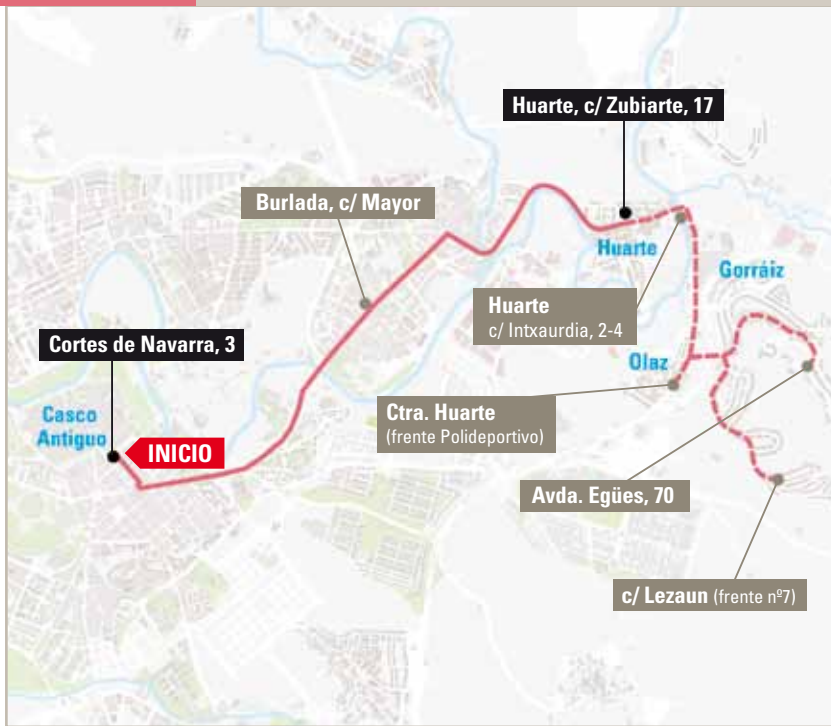 Huarte, c/ Zubiarte, 17
Burlada, c/ Mayor
Huarte
Gorráiz
Huarte
c/ Intxaurdia, 2-4
Cortes de Navarra, 3
Olaz
Casco
Antiguo
INICIO
Ctra. Huarte
(frente Polideportivo)
Avda. Egües, 70
c/ Lezaun (frente nº7)